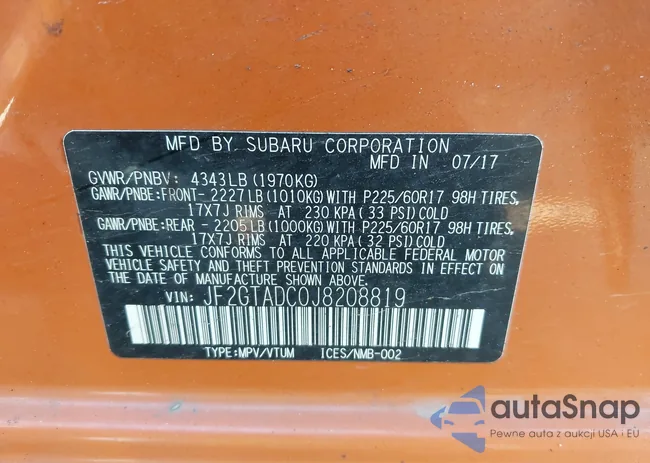 MFD BY SUBARU CORPORATION
MFD IN 07/17
GVWR/PNBV: 4343LB(1970KG)
GAWR/PNBE:FRONT- 2227LB(1010KG)WITH P225/60R17 98H TIRES,
17X7J RIMS AT 230 KPA(33 PSI)COLD
GAWR/PNBE:REAR - 2205LB(1000KG)WITH P225/60R17 98H TIRES,
17X7J RIMS AT 220 KPA(32 PSI)COLD
THIS VEHICLE CONFORMS TO ALL APPLICABLE FEDERAL MOTOR
VEHICLE SAFETY AND THEFT PREVENTION STANDARDS IN EFFECT
ON THE DATE OF MANUFACTURE SHOWN ABOVE.
VIN: JF2GTADC0J8208819
TYPE:MPV/VTUM ICES/NMB-002
autaSnap
Pewne auta z aukcji USA i EU